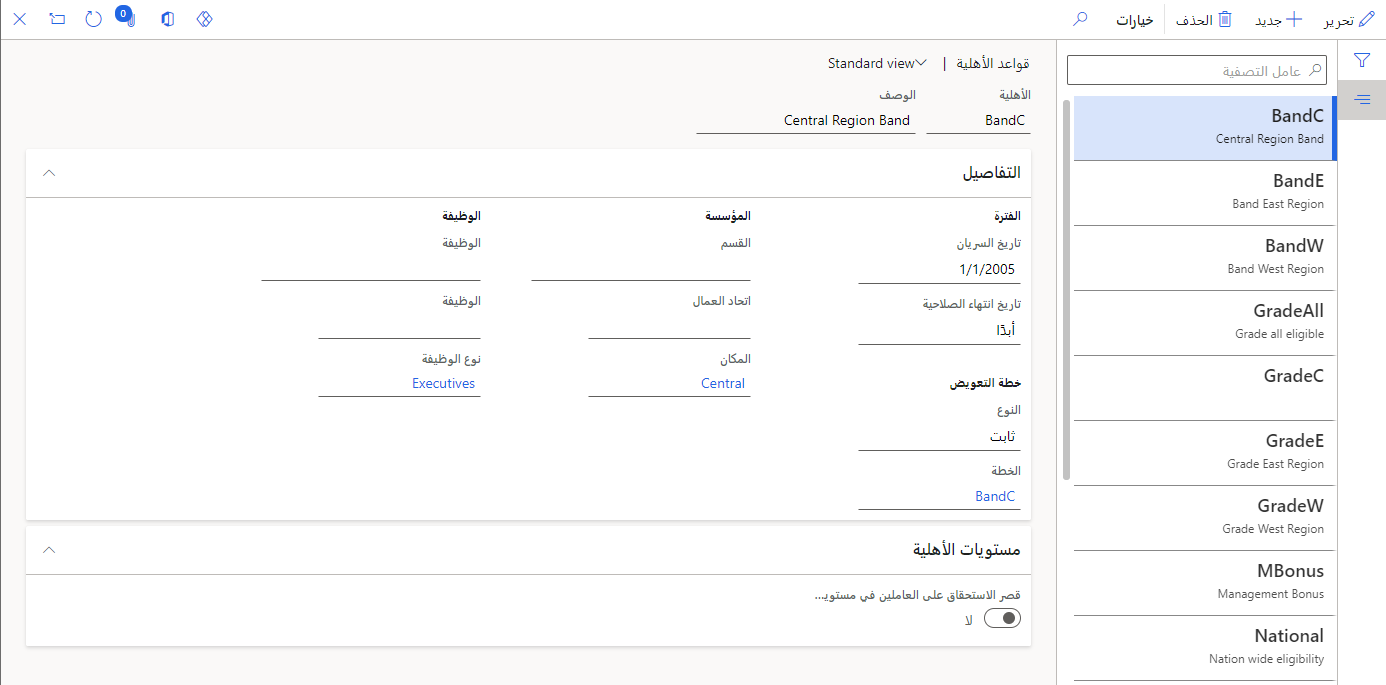 تحرير
جديد
الحذف
خيارات
0
عامل التصفية
BandC
Central Region Band
BandE
Band East Region
BandW
Band West Region
GradeAll
Grade all eligible
GradeC
GradeE
Grade East Region
GradeW
Grade West Region
MBonus
Management Bonus
National
Nation wide eligibility
قواعد الأهلية | Standard view
الأهلية
BandC
الوصف
Central Region Band
التفاصيل
الفترة
تاريخ السريان
1/1/2005
تاريخ انتهاء الصلاحية
أبدًا
خطة التعويض
النوع
ثابت
الخطة
BandC
المؤسسة
القسم
اتحاد العمال
المكان
Central
الوظيفة
الوظيفة
الوظيفة
نوع الوظيفة
Executives
مستويات الأهلية
قصر الاستحقاق على العاملين في مستويـ...
لا